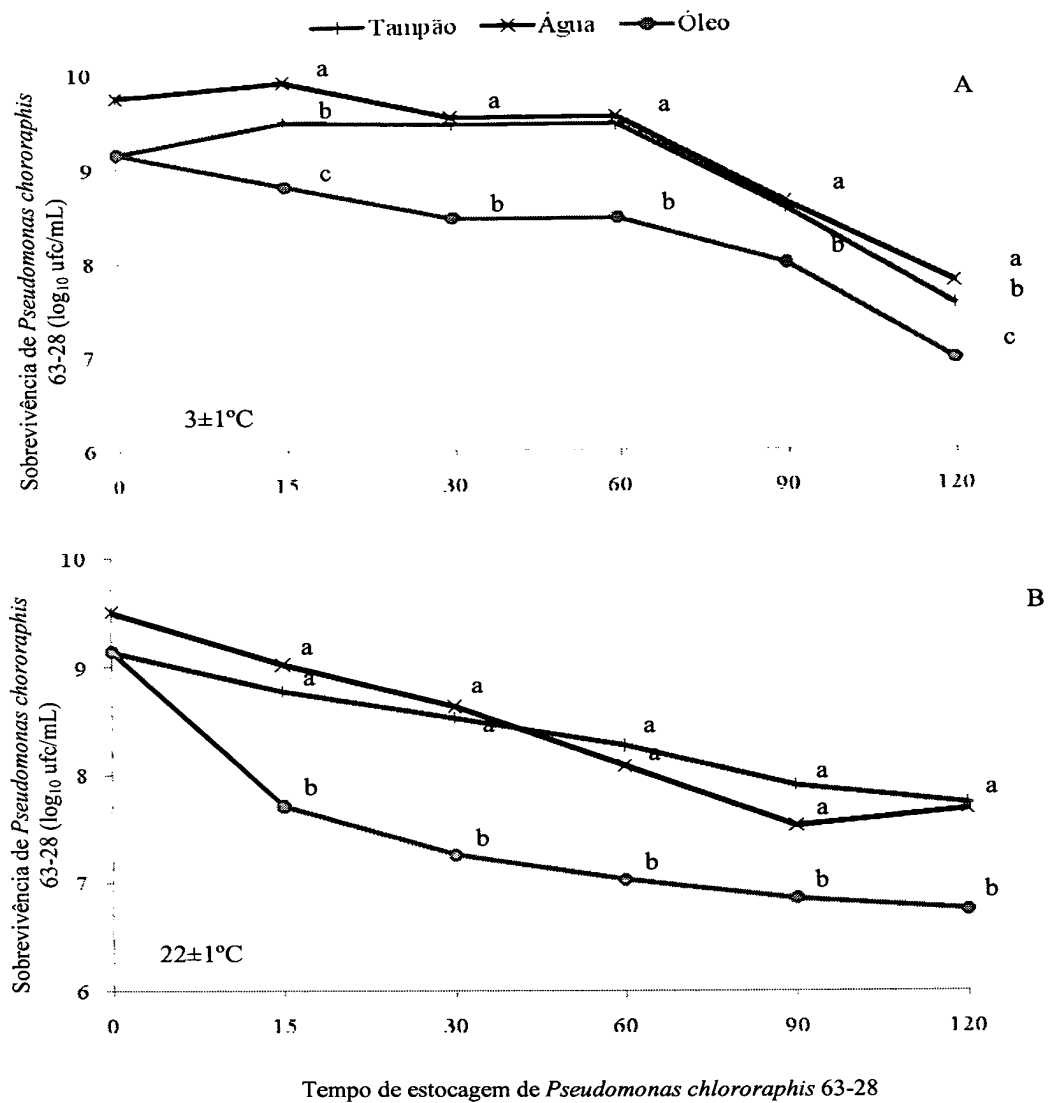 Tampão Água Óleo
A
Sobrevivência de Pseudomonas chororaphis
63-28 (log₁₀ ufc/mL)
10
9
8
7
6
a
b
c
a
b
a
b
a
b
a
b
c
3±1ºC
0 15 30 60 90 120
B
Sobrevivência de Pseudomonas chororaphis
63-28 (log₁₀ ufc/mL)
10
9
8
7
6
a
a
b
a
a
b
a
a
b
a
a
b
a
b
22±1ºC
0 15 30 60 90 120
Tempo de estocagem de Pseudomonas chlororaphis 63-28